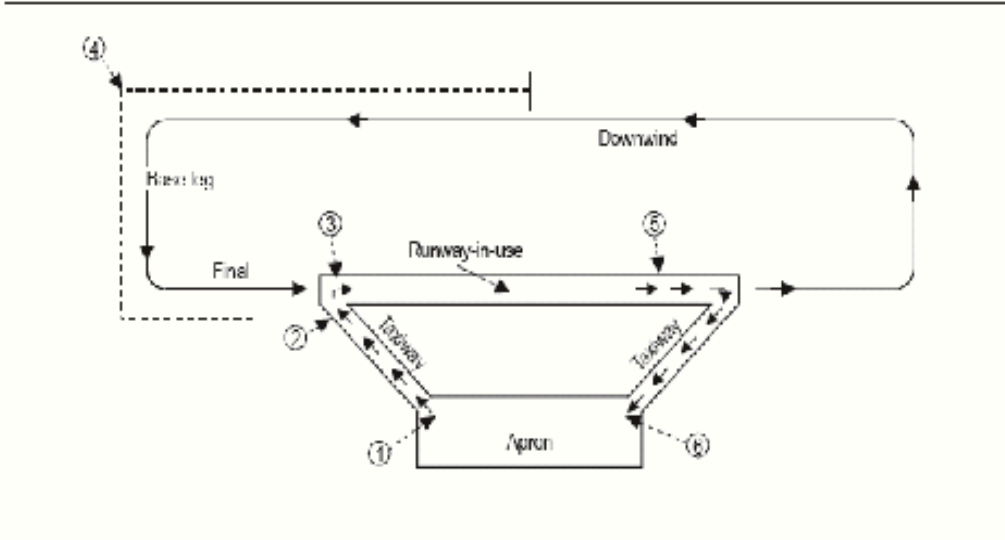 ④
Downwind
Base leg
③
⑤
Runway-in-use
Final
②
Taxiway
Taxiway
①
Apron
⑥